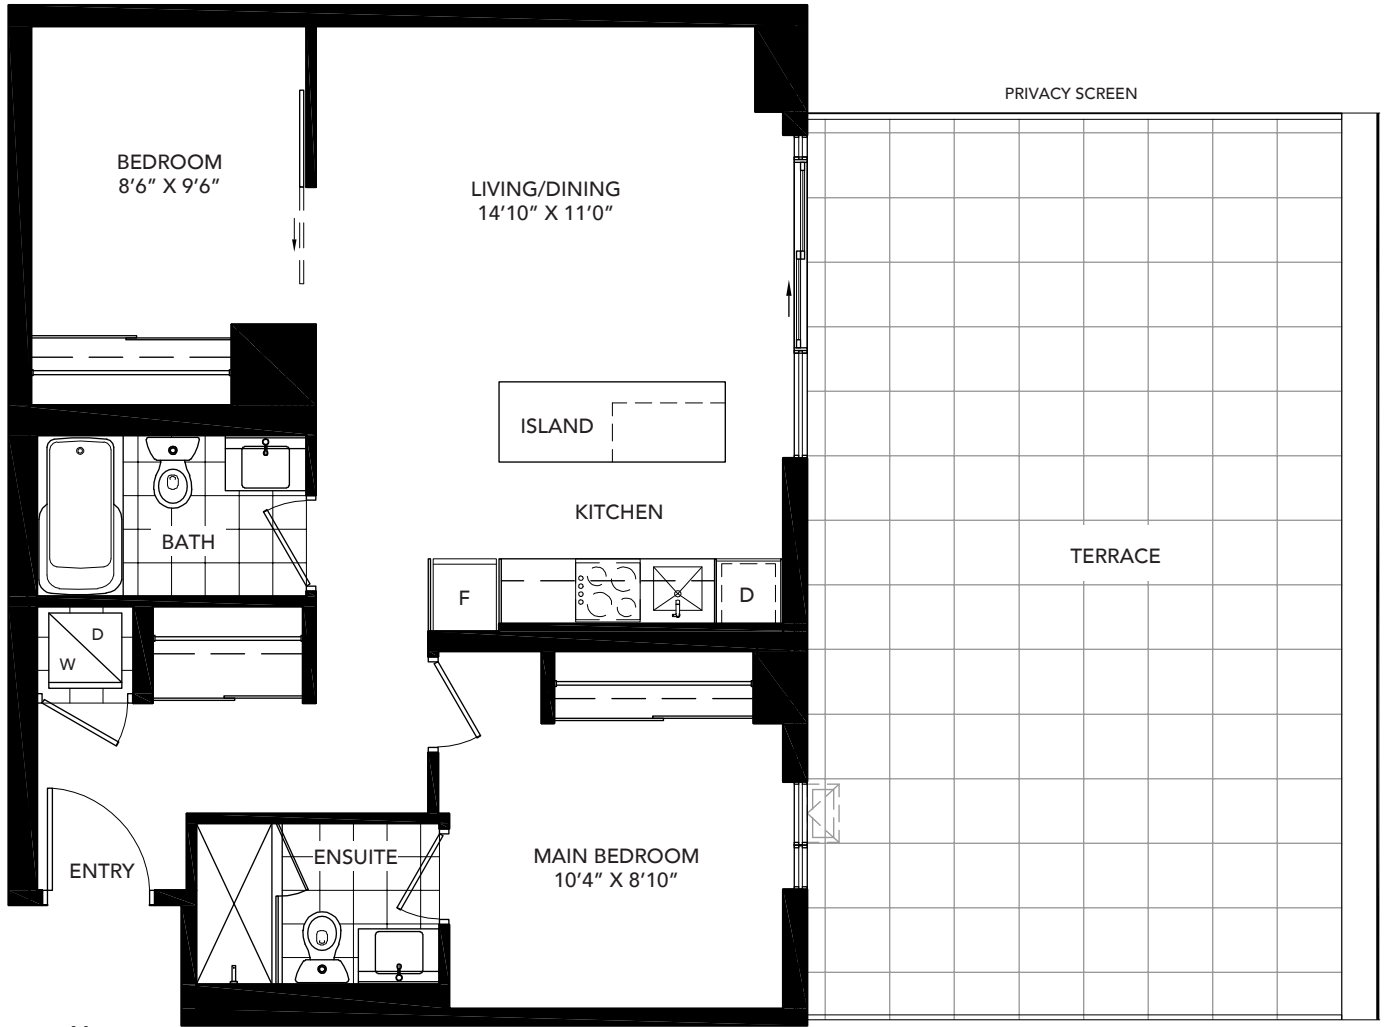 PRIVACY SCREEN
BEDROOM
8'6" X 9'6"
LIVING/DINING
14'10" X 11'0"
ISLAND
KITCHEN
BATH
TERRACE
F
D
D
W
ENTRY
ENSUITE
MAIN BEDROOM
10'4" X 8'10"